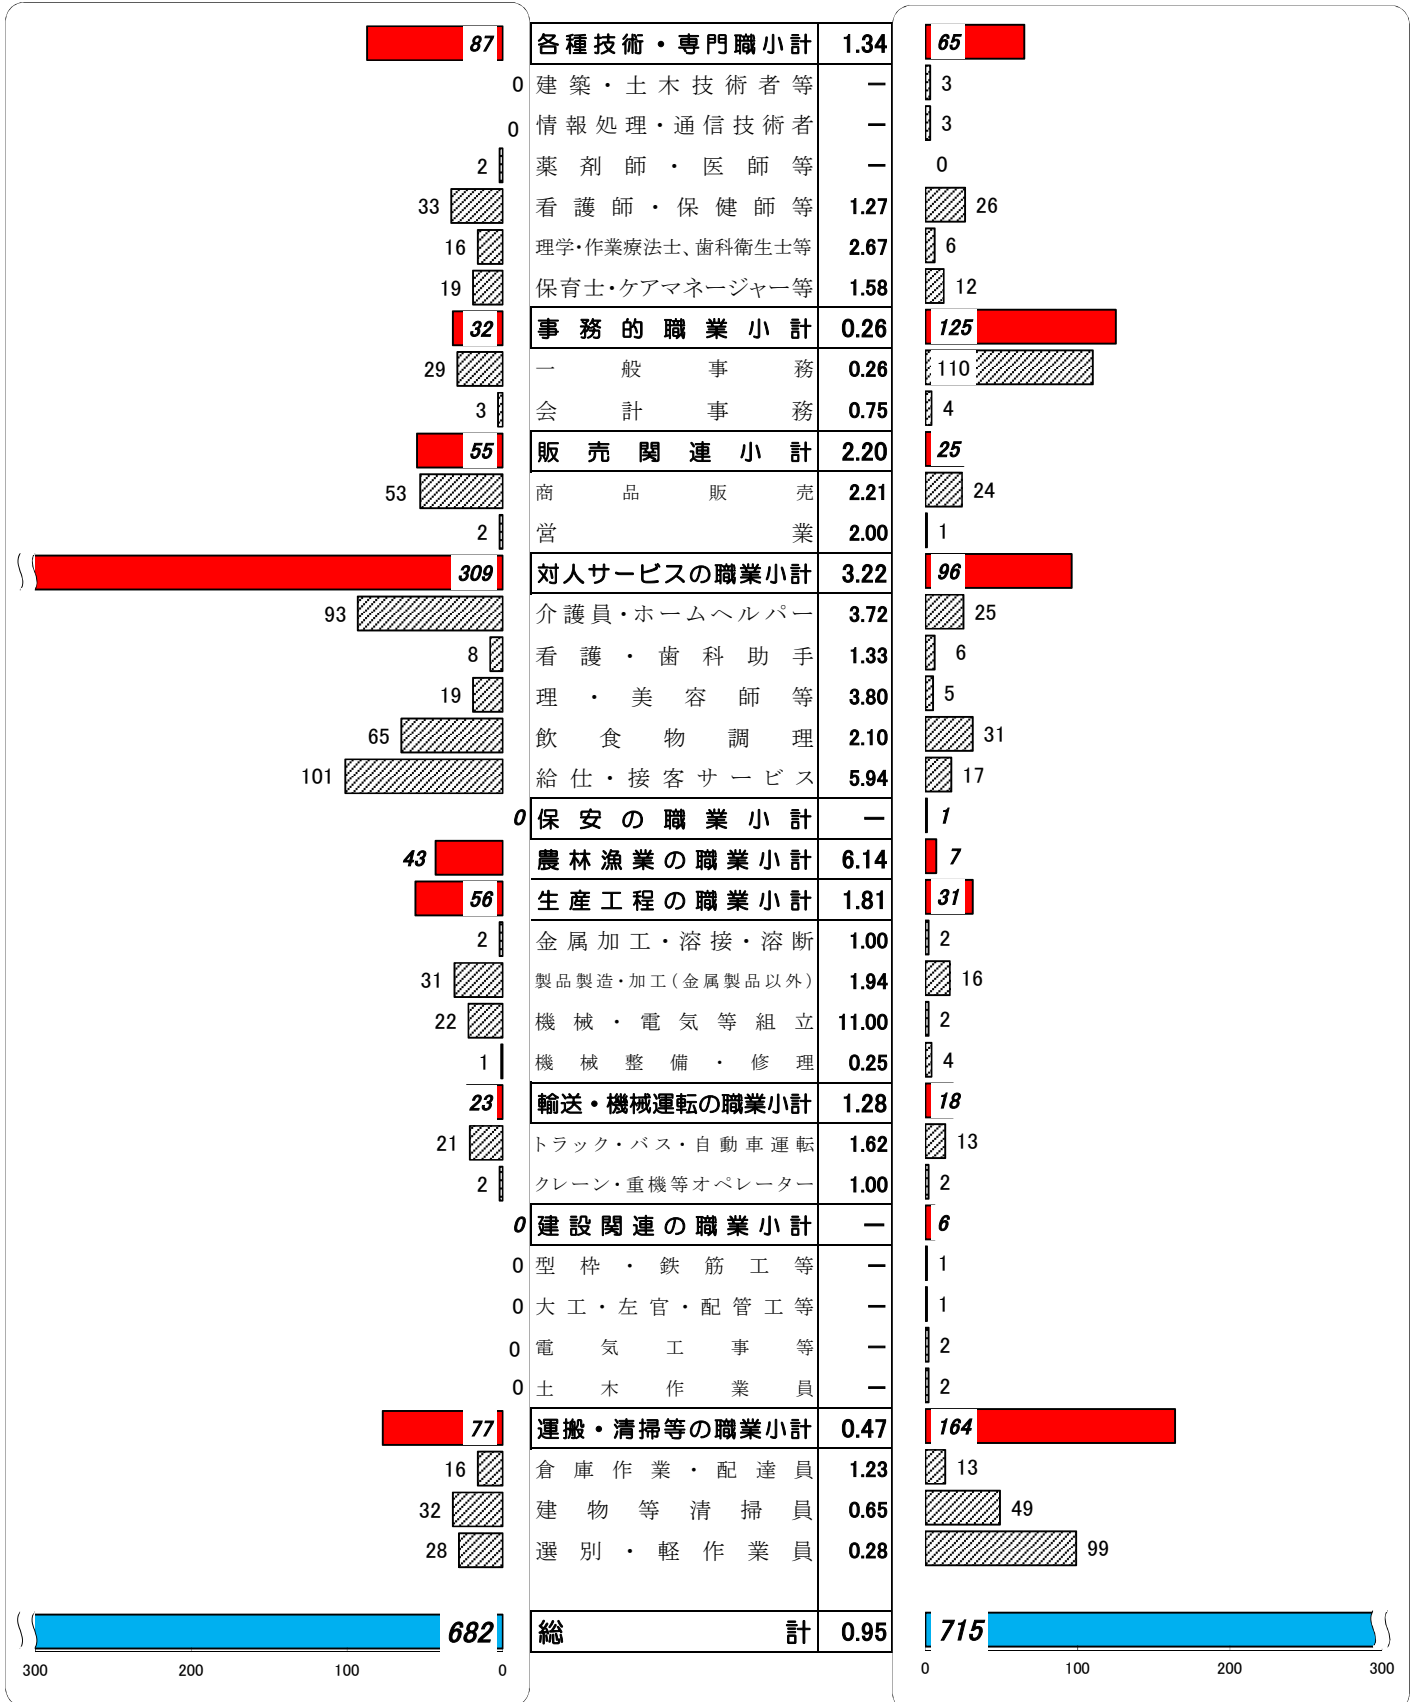 87 各種技術・専門職小計 1.34 65
0 建築・土木技術者等 － 3
0 情報処理・通信技術者 － 3
2 薬剤師・医師等 － 0
33 看護師・保健師等 1.27 26
16 理学・作業療法士、歯科衛生士等 2.67 6
19 保育士・ケアマネージャー等 1.58 12
32 事務的職業小計 0.26 125
29 一般事務 0.26 110
3 会計事務 0.75 4
55 販売関連小計 2.20 25
53 商品販売 2.21 24
2 営業 2.00 1
309 対人サービスの職業小計 3.22 96
93 介護員・ホームヘルパー 3.72 25
8 看護・歯科助手 1.33 6
19 理・美容師等 3.80 5
65 飲食物調理 2.10 31
101 給仕・接客サービス 5.94 17
0 保安の職業小計 － 1
43 農林漁業の職業小計 6.14 7
56 生産工程の職業小計 1.81 31
2 金属加工・溶接・溶断 1.00 2
31 製品製造・加工(金属製品以外) 1.94 16
22 機械・電気等組立 11.00 2
1 機械整備・修理 0.25 4
23 輸送・機械運転の職業小計 1.28 18
21 トラック・バス・自動車運転 1.62 13
2 クレーン・重機等オペレーター 1.00 2
0 建設関連の職業小計 － 6
0 型枠・鉄筋工等 － 1
0 大工・左官・配管工等 － 1
0 電気工事等 － 2
0 土木作業員 － 2
77 運搬・清掃等の職業小計 0.47 164
16 倉庫作業・配達員 1.23 13
32 建物等清掃員 0.65 49
28 選別・軽作業員 0.28 99
682 総計 0.95 715
300 200 100 0 0 100 200 300